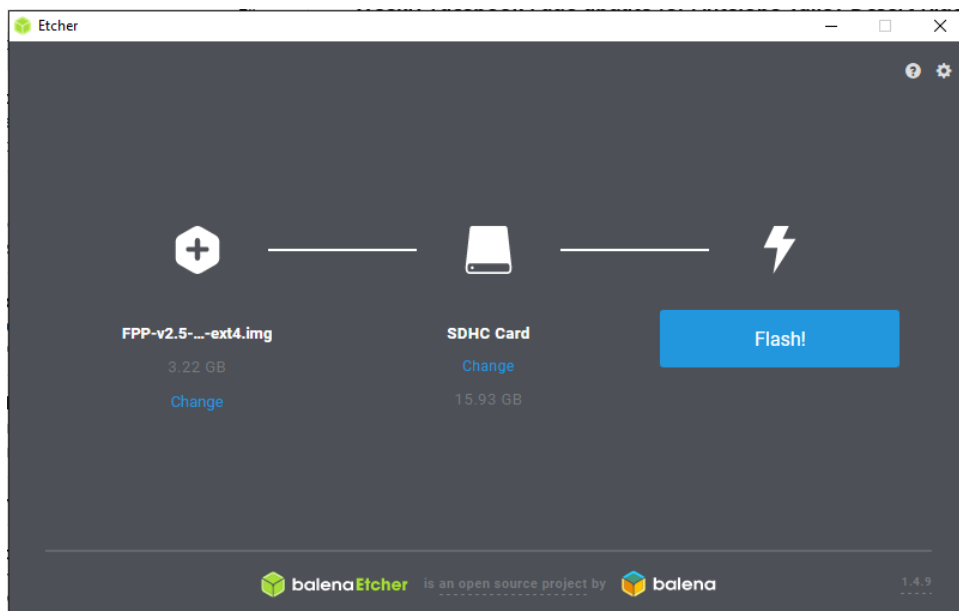 Etcher
FPP-v2.5-...-ext4.img
3.22 GB
Change
SDHC Card
Change
15.93 GB
Flash!
balenaEtcher is an open source project by balena
1.4.9